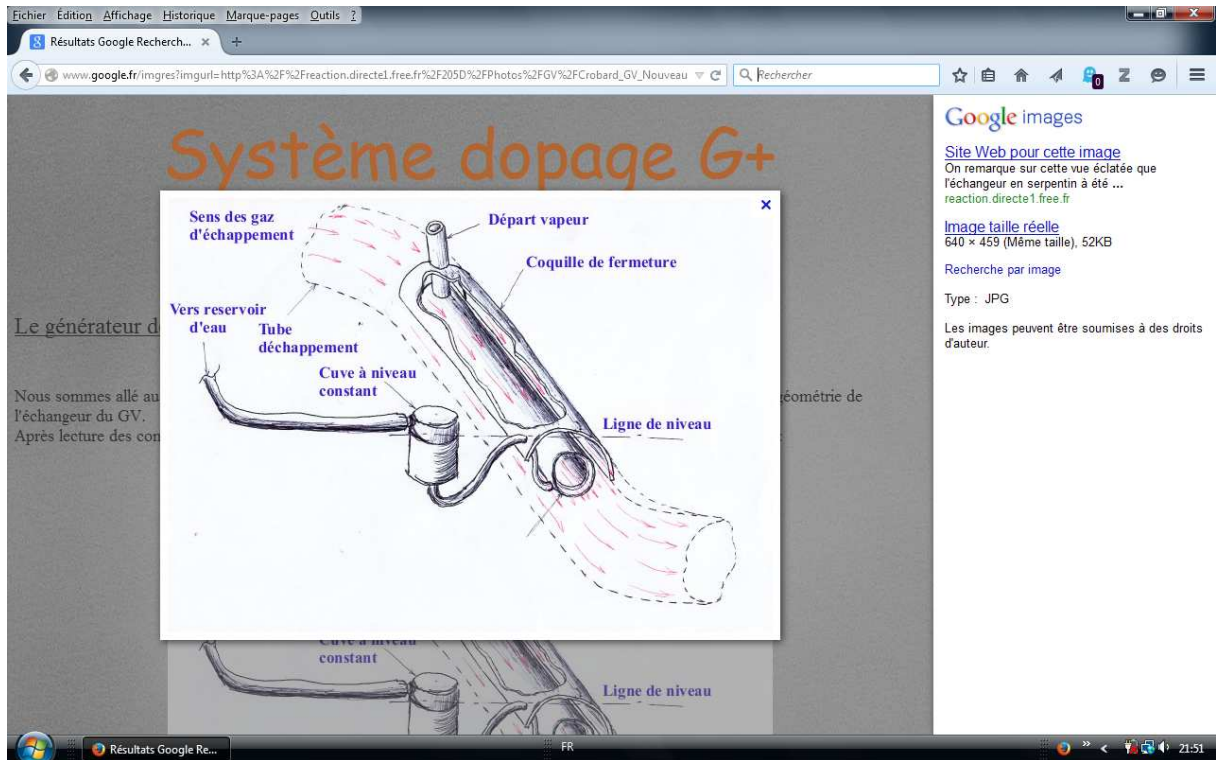 Fichier Édition Affichage Historique Marque-pages Outils ?
Résultats Google Recherch...
www.google.fr/imgres?imgurl=http%3A%2F%2Freaction.directe1.free.fr%2F205D%2FPhotos%2FGV%2FCrobard_GV_Nouveau
Rechercher
0
Système dopage G+
Sens des gaz
d'échappement
Départ vapeur
Coquille de fermeture
Vers reservoir
d'eau
Tube
déchappement
Cuve à niveau
constant
Ligne de niveau
Le générateur d
Nous sommes allé au
géométrie de
l'échangeur du GV.
Après lecture des con
Cuve à niveau
constant
Ligne de niveau
Google images
Site Web pour cette image
On remarque sur cette vue éclatée que
l'échangeur en serpentin à été ...
reaction.directe1.free.fr
Image taille réelle
640 × 459 (Même taille), 52KB
Recherche par image
Type : JPG
Les images peuvent être soumises à des droits
d'auteur.
Résultats Google Re...
FR
21:51